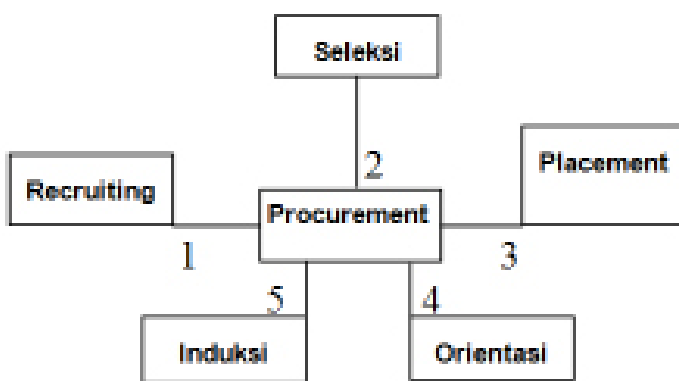 Seleksi
2
Recruiting
Procurement
Placement
1
3
5
4
Induksi
Orientasi